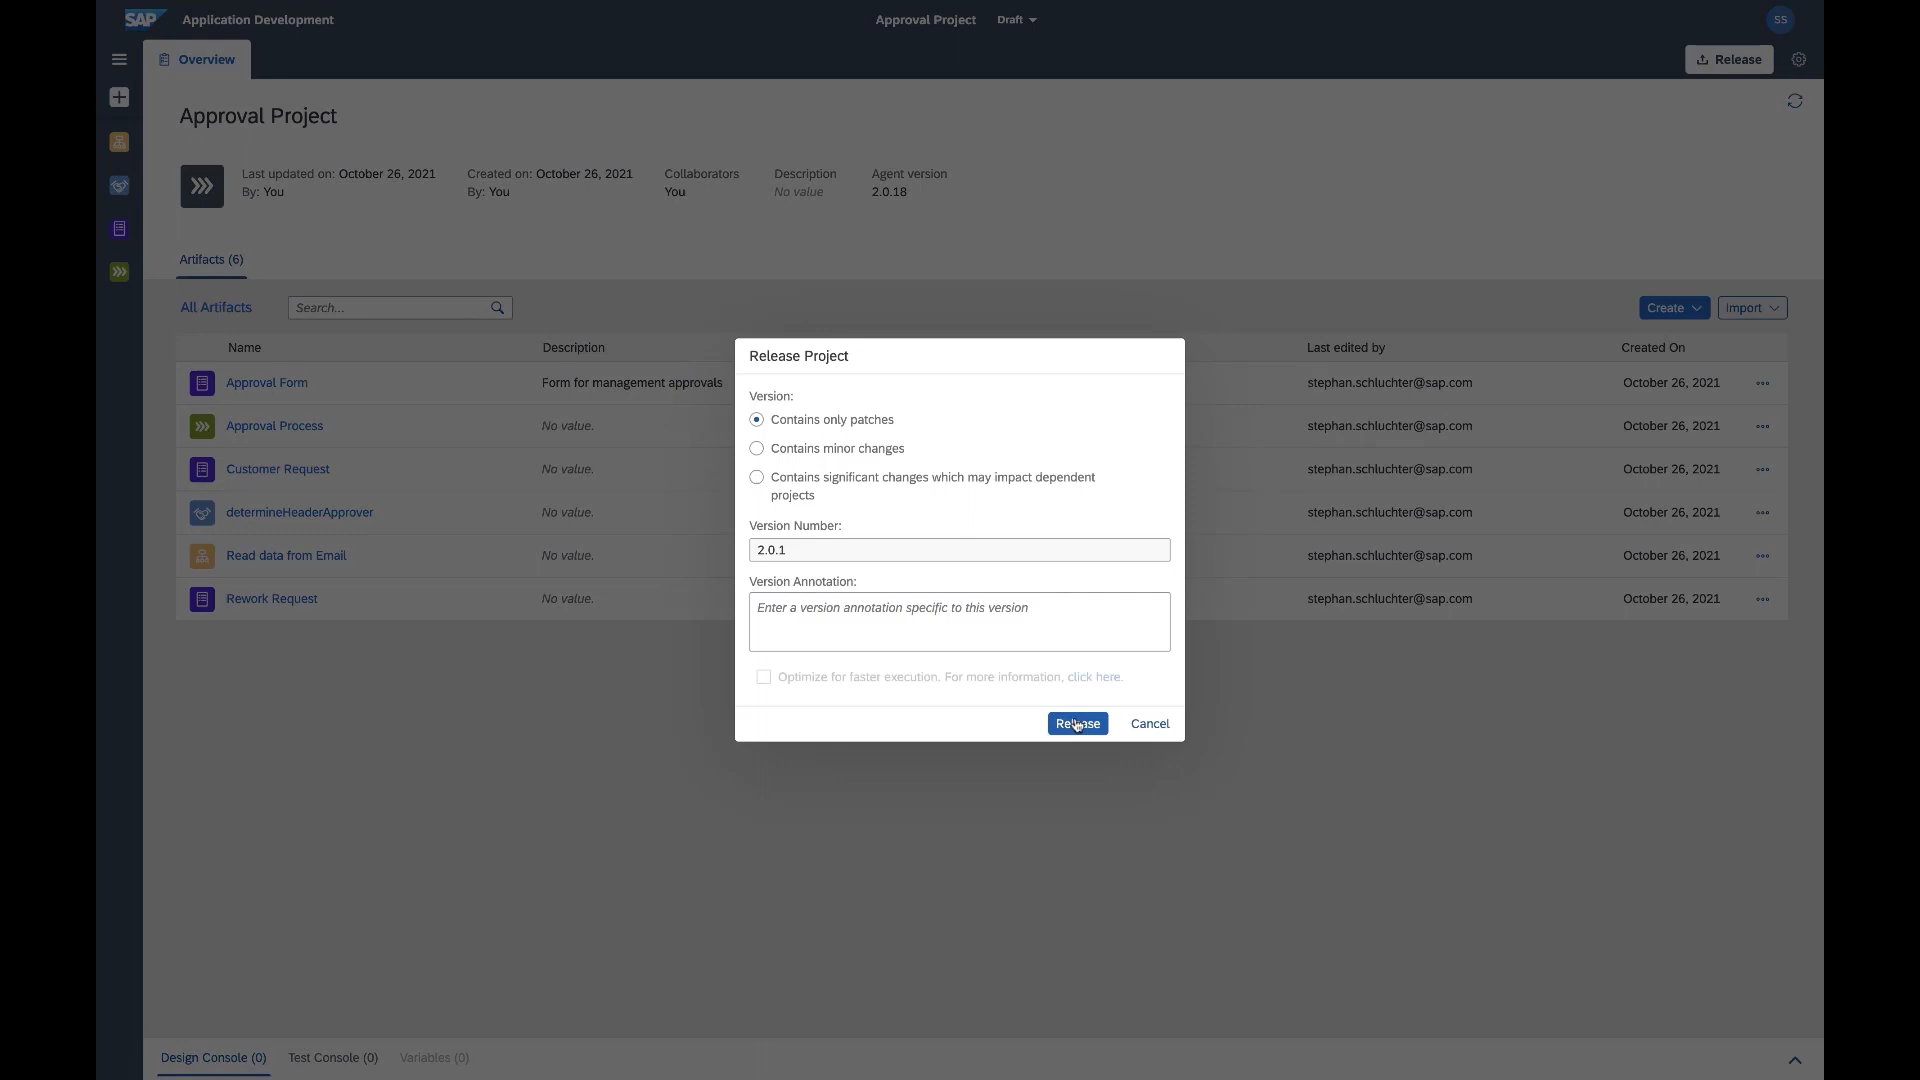 SAP Application Development Approval Project Draft SS
Overview Release
Approval Project
Last updated on: October 26, 2021 Created on: October 26, 2021 Collaborators Description Agent version
By: You By: You You No value 2.0.18
Artifacts (6)
All Artifacts Search... Create Import
Name Description Last edited by Created On
Approval Form Form for management approvals stephan.schluchter@sap.com October 26, 2021
Approval Process No value. stephan.schluchter@sap.com October 26, 2021
Customer Request No value. stephan.schluchter@sap.com October 26, 2021
determineHeaderApprover No value. stephan.schluchter@sap.com October 26, 2021
Read data from Email No value. stephan.schluchter@sap.com October 26, 2021
Rework Request No value. stephan.schluchter@sap.com October 26, 2021
Release Project
Version:
Contains only patches
Contains minor changes
Contains significant changes which may impact dependent
projects
Version Number:
2.0.1
Version Annotation:
Enter a version annotation specific to this version
Optimize for faster execution. For more information, click here.
Release Cancel
Design Console (0) Test Console (0) Variables (0)